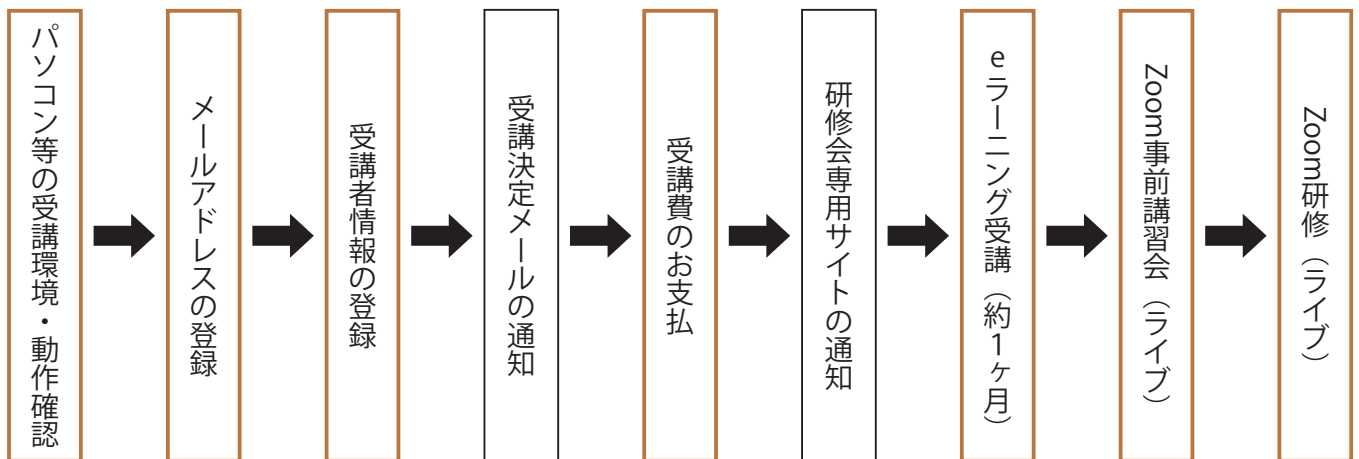 パソコン等の受講環境・動作確認
メールアドレスの登録
受講者情報の登録
受講決定メールの通知
受講費のお支払
研修会専用サイトの通知
eラーニング受講（約1ヶ月）
Zoom事前講習会（ライブ）
Zoom研修（ライブ）